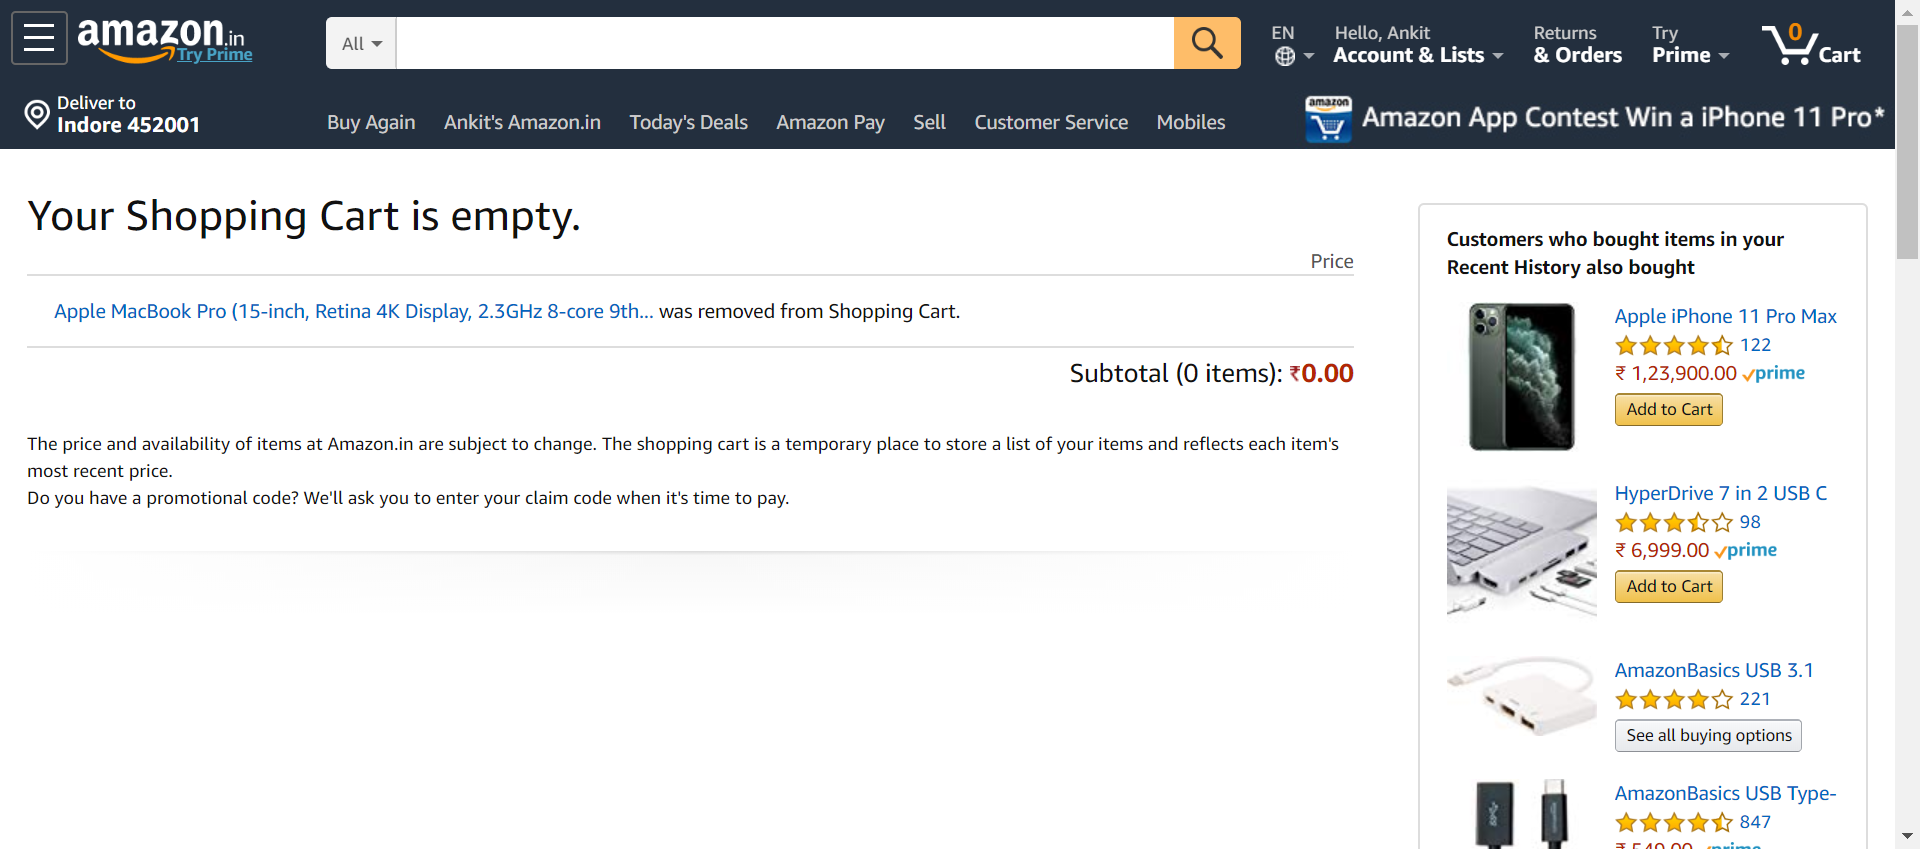 amazon.in
Try Prime
All
EN
Hello, Ankit
Account & Lists
Returns
& Orders
Try
Prime
0
Cart
Deliver to
Indore 452001
Buy Again
Ankit's Amazon.in
Today's Deals
Amazon Pay
Sell
Customer Service
Mobiles
amazon
Amazon App Contest Win a iPhone 11 Pro*
Your Shopping Cart is empty.
Price
Apple MacBook Pro (15-inch, Retina 4K Display, 2.3GHz 8-core 9th... was removed from Shopping Cart.
Subtotal (0 items): ₹0.00
The price and availability of items at Amazon.in are subject to change. The shopping cart is a temporary place to store a list of your items and reflects each item's
most recent price.
Do you have a promotional code? We'll ask you to enter your claim code when it's time to pay.
Customers who bought items in your
Recent History also bought
Apple iPhone 11 Pro Max
122
₹ 1,23,900.00 prime
Add to Cart
HyperDrive 7 in 2 USB C
98
₹ 6,999.00 prime
Add to Cart
AmazonBasics USB 3.1
221
See all buying options
AmazonBasics USB Type-
847
₹ 549.00 prime